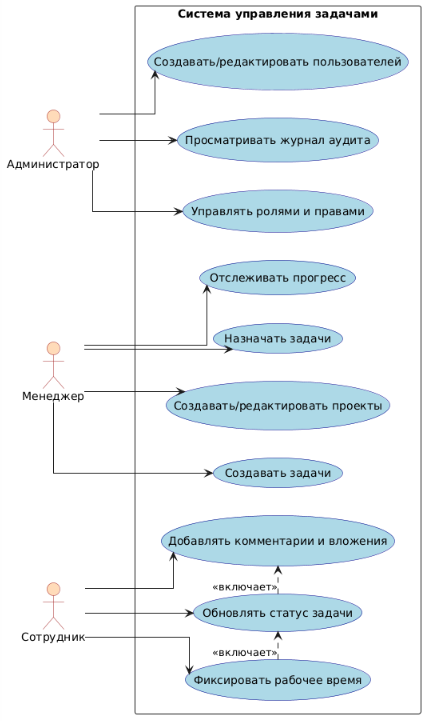 Система управления задачами
Создавать/редактировать пользователей
Просматривать журнал аудита
Администратор
Управлять ролями и правами
Отслеживать прогресс
Назначать задачи
Менеджер
Создавать/редактировать проекты
Создавать задачи
Добавлять комментарии и вложения
«включает»
Обновлять статус задачи
Сотрудник
«включает»
Фиксировать рабочее время